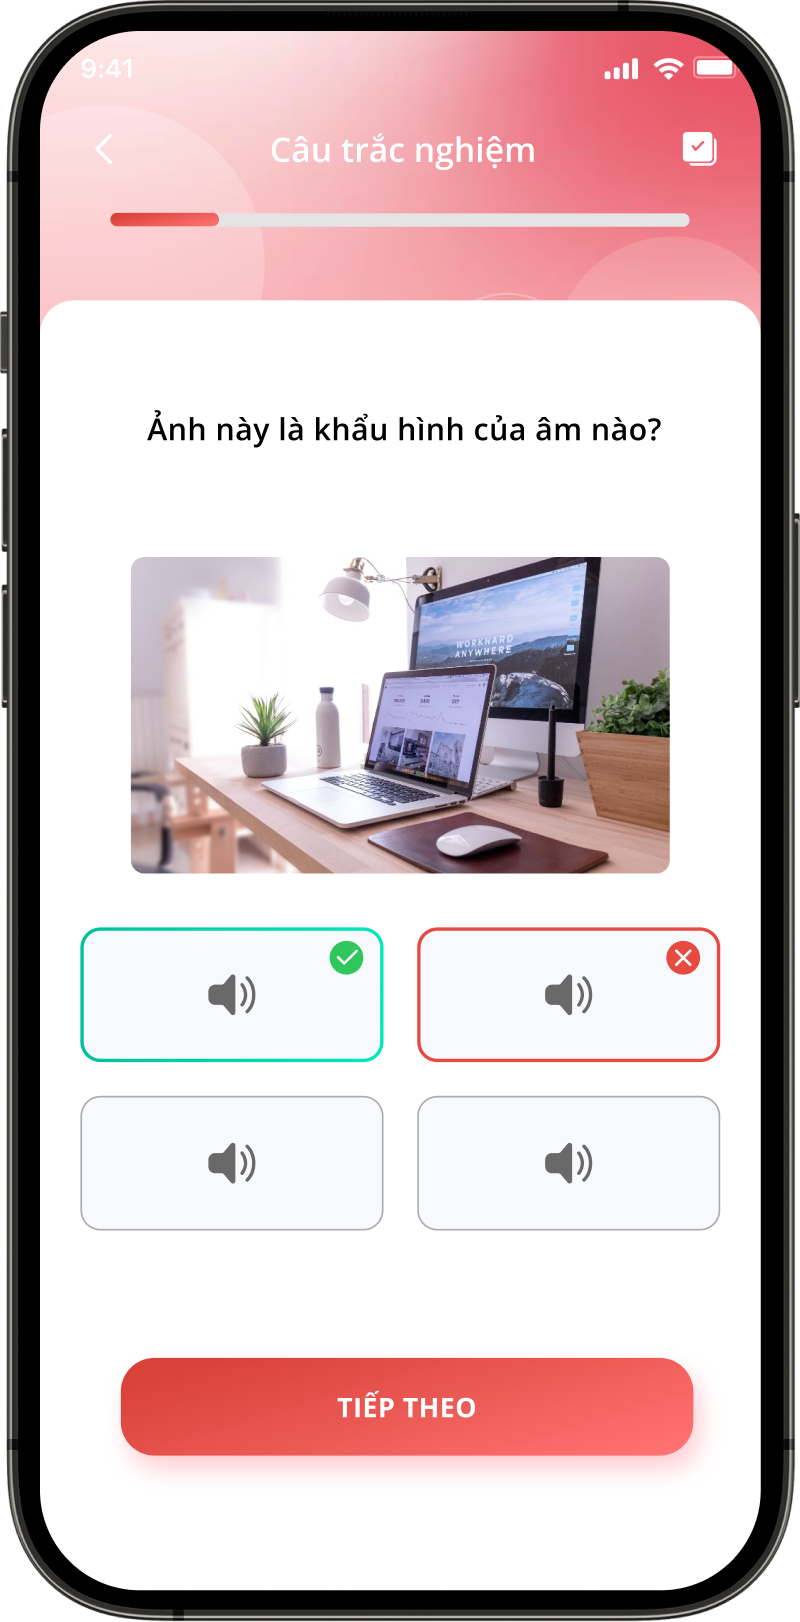 9:41
Câu trắc nghiệm
Ảnh này là khẩu hình của âm nào?
WORKHARD
ANYWHERE
TIẾP THEO